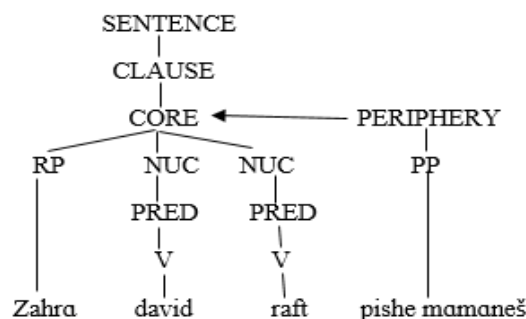 SENTENCE
CLAUSE
CORE PERIPHERY
RP NUC NUC PP
PRED PRED
V V
Zahra david raft pishe mamaneš